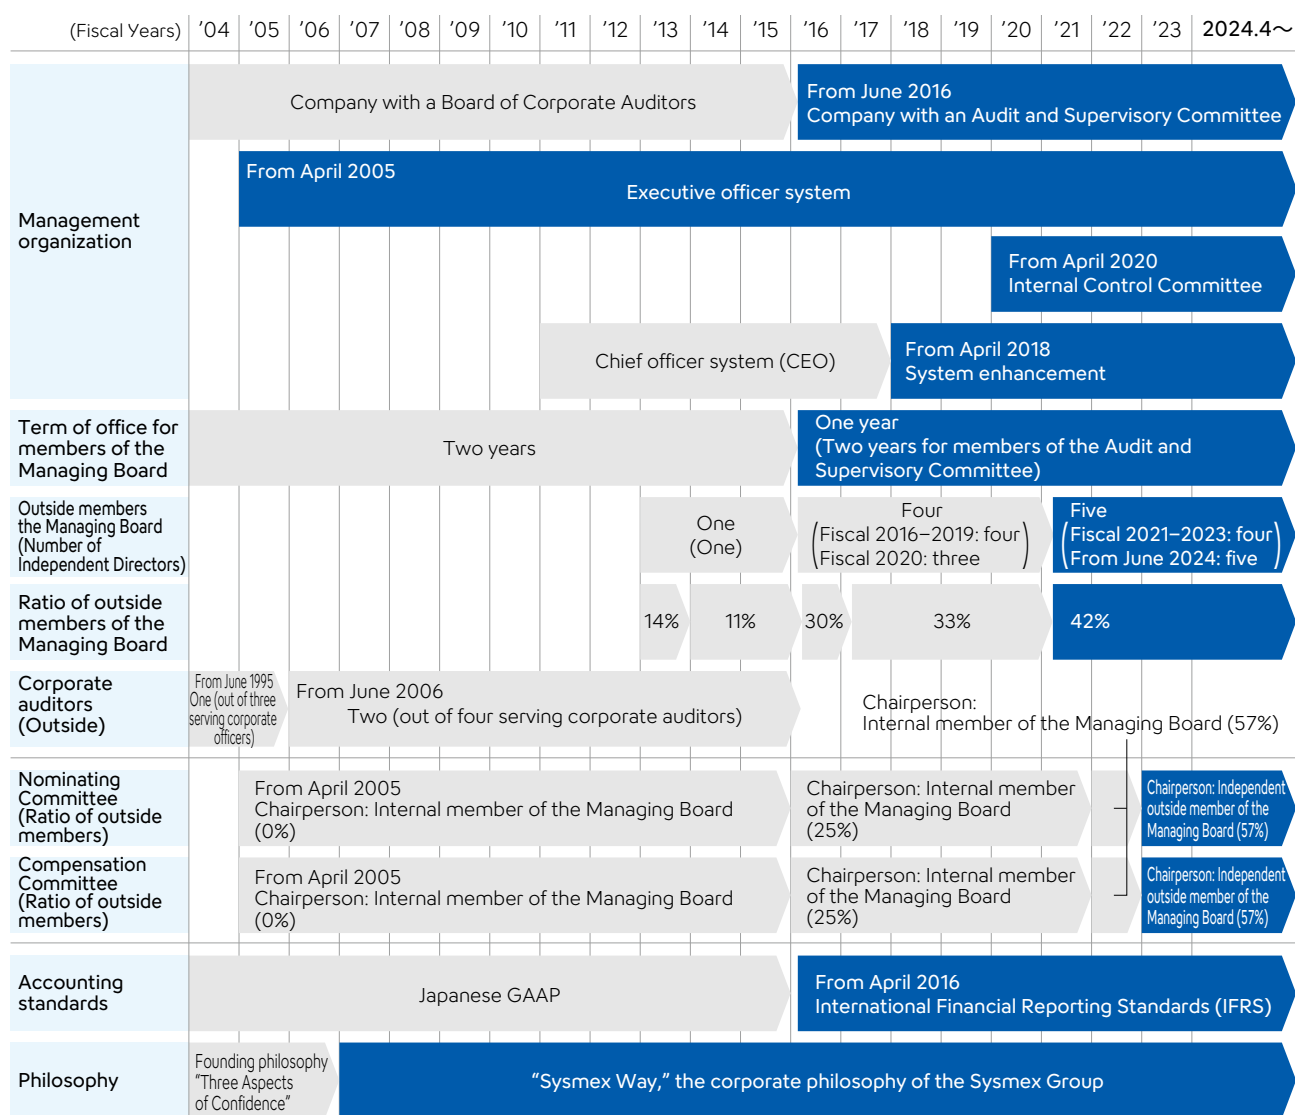 (Fiscal Years) ’04 ’05 ’06 ’07 ’08 ’09 ’10 ’11 ’12 ’13 ’14 ’15 ’16 ’17 ’18 ’19 ’20 ’21 ’22 ’23 2024.4～
Management
organization
Company with a Board of Corporate Auditors
From June 2016
Company with an Audit and Supervisory Committee
From April 2005
Executive officer system
From April 2020
Internal Control Committee
Chief officer system (CEO)
From April 2018
System enhancement
Term of office for
members of the
Managing Board
Two years
One year
(Two years for members of the Audit and
Supervisory Committee)
Outside members
the Managing Board
(Number of
Independent Directors)
One
(One)
Four
(Fiscal 2016–2019: four
Fiscal 2020: three)
Five
(Fiscal 2021–2023: four
From June 2024: five)
Ratio of outside
members of the
Managing Board
14%
11%
30%
33%
42%
Corporate
auditors
(Outside)
From June 1995
One (out of three
serving corporate
officers)
From June 2006
Two (out of four serving corporate auditors)
Chairperson:
Internal member of the Managing Board (57%)
Nominating
Committee
(Ratio of outside
members)
From April 2005
Chairperson: Internal member of the Managing Board
(0%)
Chairperson: Internal member
of the Managing Board
(25%)
Chairperson: Independent
outside member of the
Managing Board (57%)
Compensation
Committee
(Ratio of outside
members)
From April 2005
Chairperson: Internal member of the Managing Board
(0%)
Chairperson: Internal member
of the Managing Board
(25%)
Chairperson: Independent
outside member of the
Managing Board (57%)
Accounting
standards
Japanese GAAP
From April 2016
International Financial Reporting Standards (IFRS)
Philosophy
Founding philosophy
“Three Aspects
of Confidence”
“Sysmex Way,” the corporate philosophy of the Sysmex Group